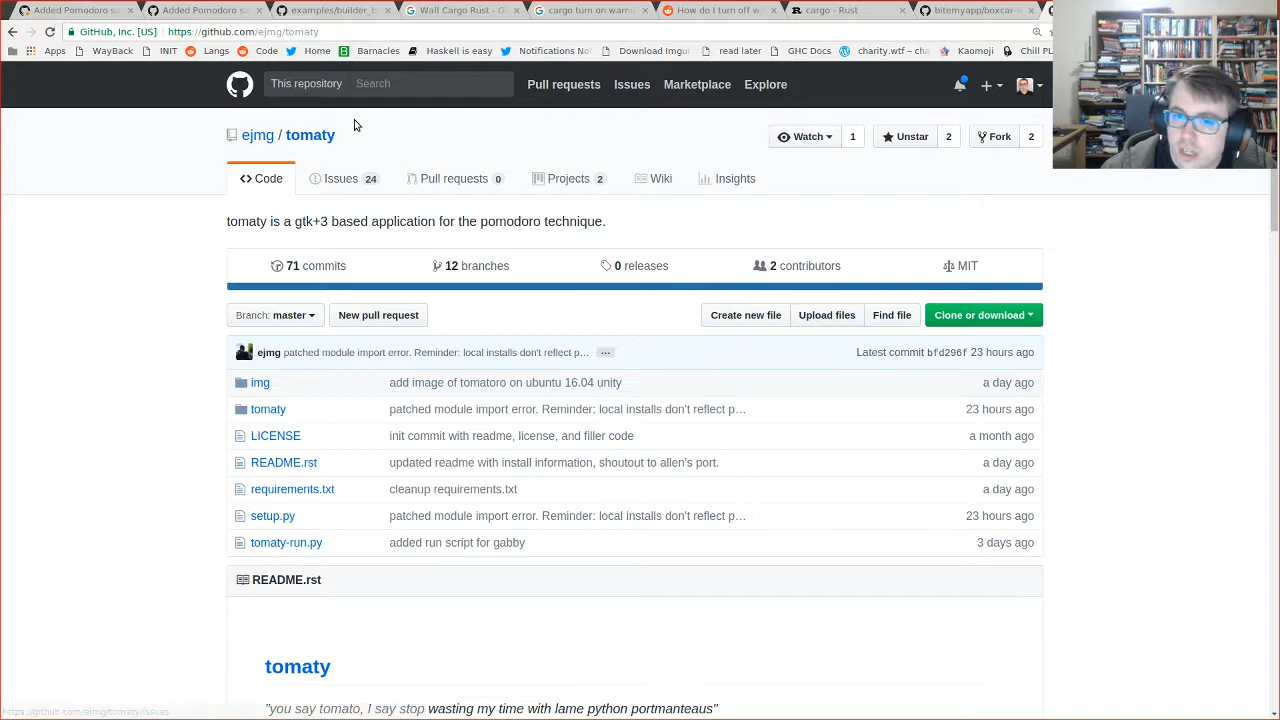 Added Pomodoro sa
Added Pomodoro sa
examples/builder_b
Wall Cargo Rust - G
cargo turn on warn
How do I turn off w
cargo - Rust
bitemyapp/boxcar-w
GitHub, Inc. [US] https://github.com/ejmg/tomaty
Apps WayBack INIT Langs Code Home Barnacles Haskell is easy Notifications No Download Img read later GHC Docs charity.wtf – ca Chill PL
This repository Search Pull requests Issues Marketplace Explore
ejmg / tomaty Watch 1 Unstar 2 Fork 2
Code Issues 24 Pull requests 0 Projects 2 Wiki Insights
tomaty is a gtk+3 based application for the pomodoro technique.
71 commits 12 branches 0 releases 2 contributors MIT
Branch: master New pull request Create new file Upload files Find file Clone or download
ejmg patched module import error. Reminder: local installs don't reflect p… … Latest commit bfd296f 23 hours ago
img add image of tomatoro on ubuntu 16.04 unity a day ago
tomaty patched module import error. Reminder: local installs don't reflect p… 23 hours ago
LICENSE init commit with readme, license, and filler code a month ago
README.rst updated readme with install information, shoutout to allen's port. a day ago
requirements.txt cleanup requirements.txt a day ago
setup.py patched module import error. Reminder: local installs don't reflect p… 23 hours ago
tomaty-run.py added run script for gabby 3 days ago
README.rst
tomaty
"you say tomato, I say stop wasting my time with lame python portmanteaus"
https://github.com/ejmg/tomaty/issues